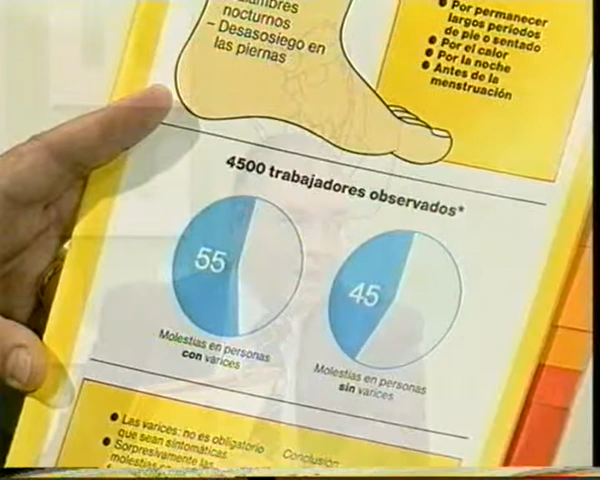 nocturnos
– Desasosiego en
las piernas
● Por permanecer
largos períodos
de pie o sentado
● Por el calor
● Por la noche
● Antes de la
menstruación
4500 trabajadores observados*
55
Molestias en personas
con varices
45
Molestias en personas
sin varices
● Las varices: no es obligatorio
que sean sintomáticas
● Sorpresivamente las
molestias
Conclusión